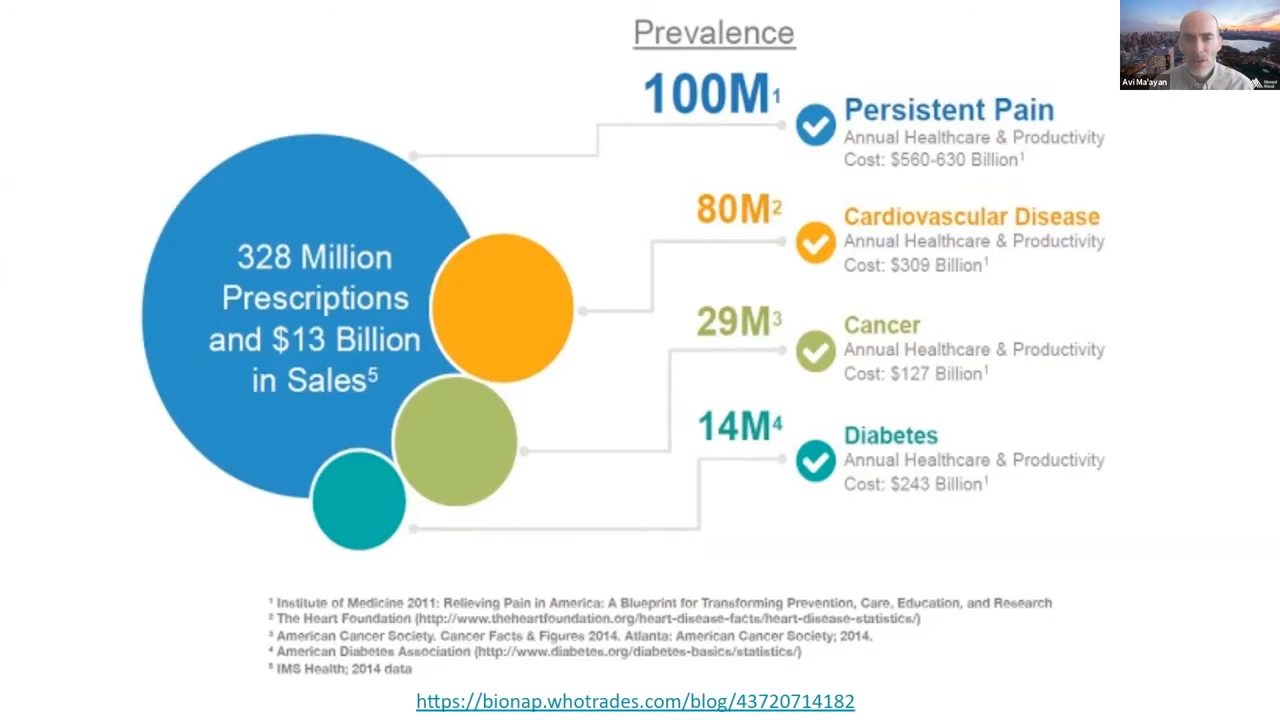 Prevalence
Avi Ma'ayan
100M1
Persistent Pain
Annual Healthcare & Productivity
Cost: $560-630 Billion1
80M2
Cardiovascular Disease
Annual Healthcare & Productivity
Cost: $309 Billion1
328 Million
Prescriptions
and $13 Billion
in Sales5
29M3
Cancer
Annual Healthcare & Productivity
Cost: $127 Billion1
14M4
Diabetes
Annual Healthcare & Productivity
Cost: $243 Billion1
1 Institute of Medicine 2011: Relieving Pain in America: A Blueprint for Transforming Prevention, Care, Education, and Research
2 The Heart Foundation (http://www.theheartfoundation.org/heart-disease-facts/heart-disease-statistics/)
3 American Cancer Society. Cancer Facts & Figures 2014. Atlanta: American Cancer Society; 2014.
4 American Diabetes Association (http://www.diabetes.org/diabetes-basics/statistics/)
5 IMS Health; 2014 data
https://bionap.whotrades.com/blog/43720714182